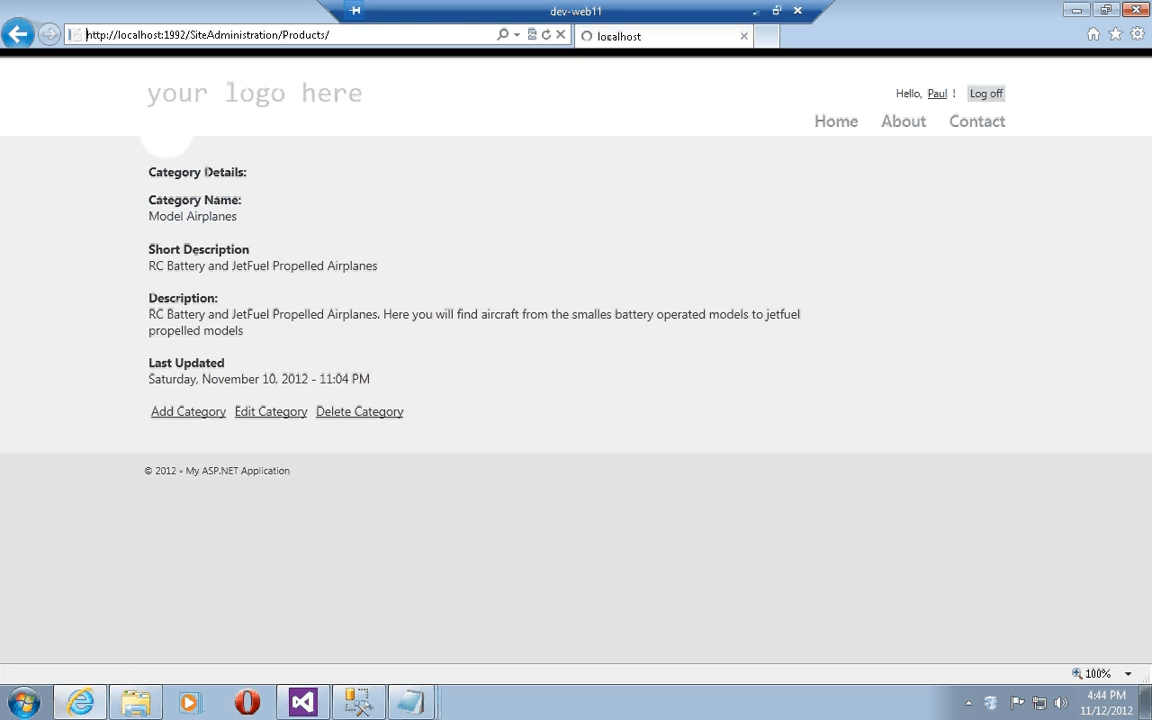 dev-web11
http://localhost:1992/SiteAdministration/Products/
localhost
your logo here
Hello, Paul ! Log off
Home About Contact
Category Details:
Category Name:
Model Airplanes
Short Description
RC Battery and JetFuel Propelled Airplanes
Description:
RC Battery and JetFuel Propelled Airplanes. Here you will find aircraft from the smalles battery operated models to jetfuel
propelled models
Last Updated
Saturday, November 10, 2012 - 11:04 PM
Add Category Edit Category Delete Category
© 2012 - My ASP.NET Application
100%
4:44 PM
11/12/2012